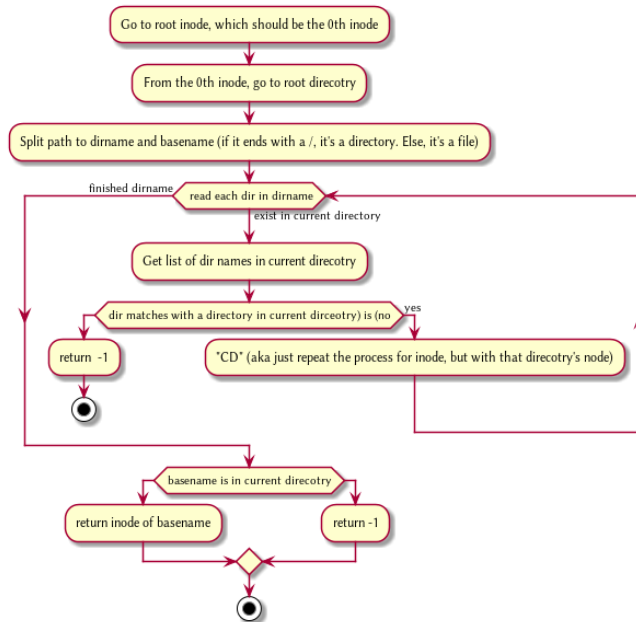 Go to root inode, which should be the 0th inode
From the 0th inode, go to root direcotry
Split path to dirname and basename (if it ends with a /, it's a directory. Else, it's a file)
finished dirname
read each dir in dirname
exist in current directory
Get list of dir names in current direcotry
dir matches with a directory in current dirceotry) is (no
yes
return -1
"CD" (aka just repeat the process for inode, but with that direcotry's node)
basename is in current direcotry
return inode of basename
return -1